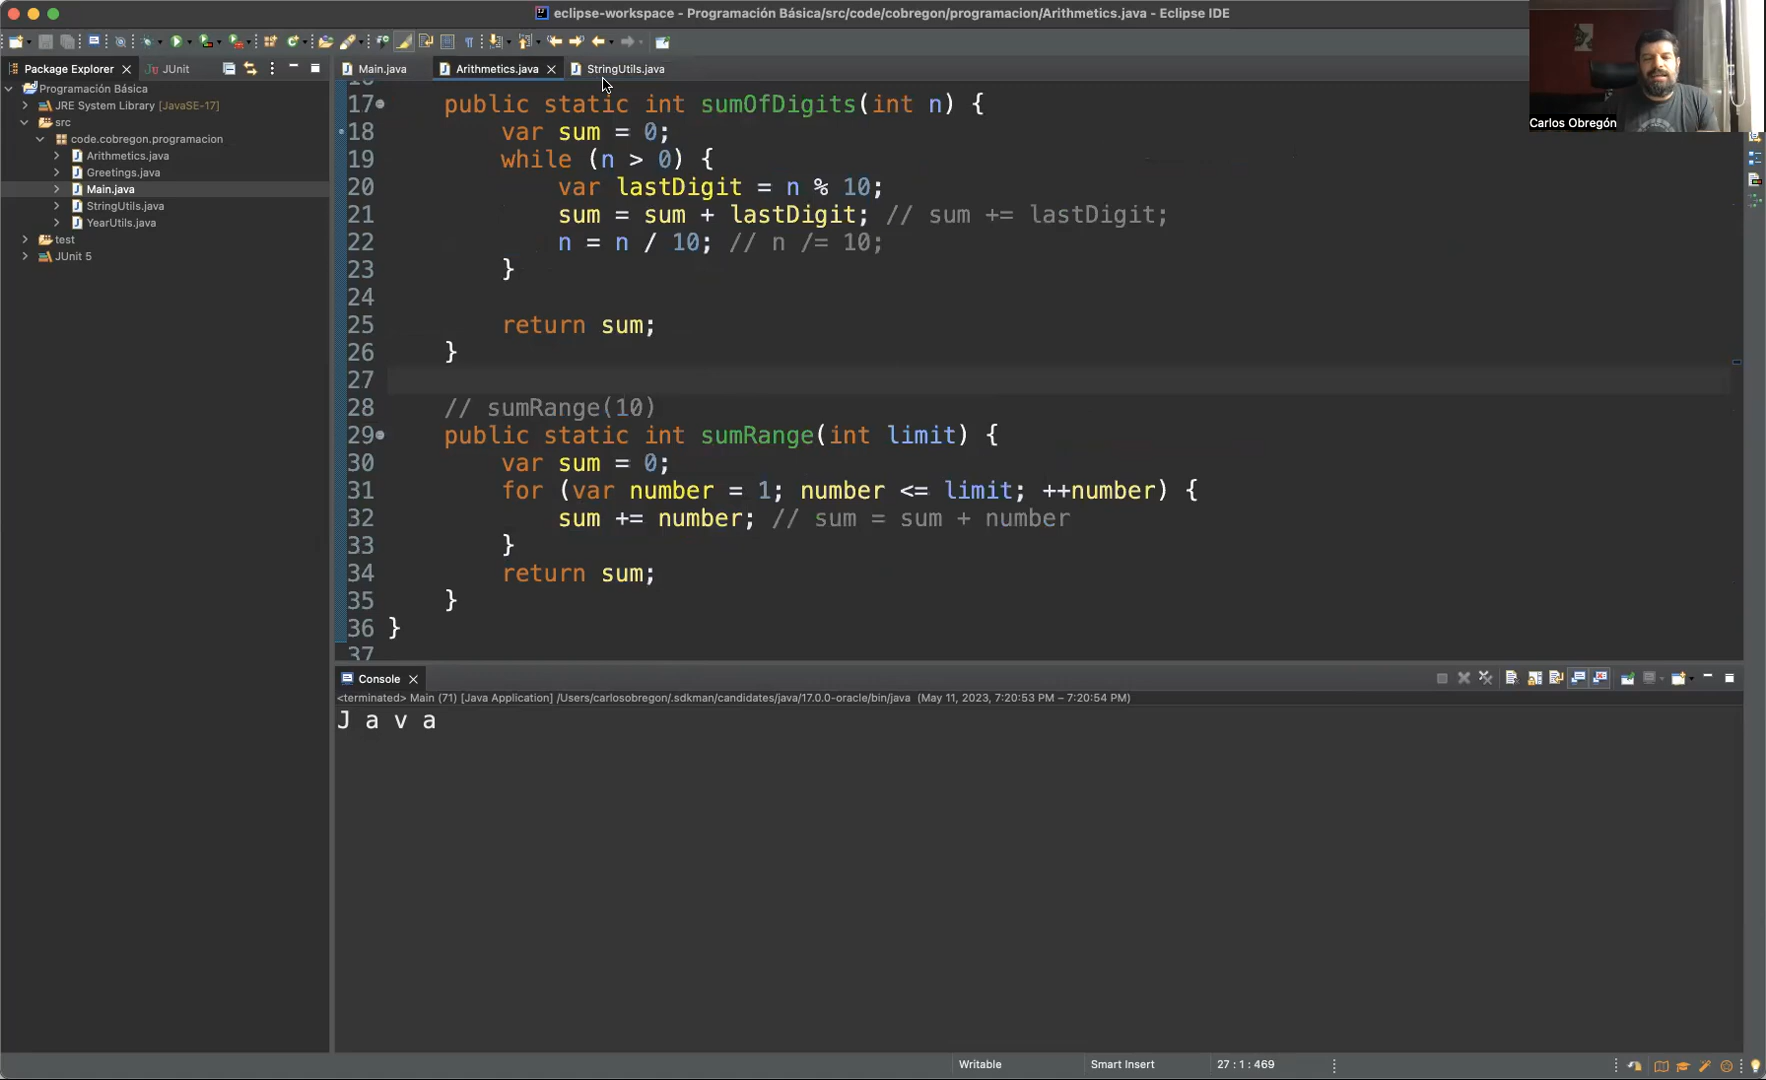 eclipse-workspace - Programación Básica/src/code/cobregon/programacion/Arithmetics.java - Eclipse IDE
Package Explorer
JUnit
Main.java
Arithmetics.java
StringUtils.java
Carlos Obregón
Programación Básica
JRE System Library [JavaSE-17]
src
code.cobregon.programacion
Arithmetics.java
Greetings.java
Main.java
StringUtils.java
YearUtils.java
test
JUnit 5
17 public static int sumOfDigits(int n) {
18 var sum = 0;
19 while (n > 0) {
20 var lastDigit = n % 10;
21 sum = sum + lastDigit; // sum += lastDigit;
22 n = n / 10; // n /= 10;
23 }
24
25 return sum;
26 }
27
28 // sumRange(10)
29 public static int sumRange(int limit) {
30 var sum = 0;
31 for (var number = 1; number <= limit; ++number) {
32 sum += number; // sum = sum + number
33 }
34 return sum;
35 }
36 }
37
Console
<terminated> Main (71) [Java Application] /Users/carlosobregon/.sdkman/candidates/java/17.0.0-oracle/bin/java (May 11, 2023, 7:20:53 PM – 7:20:54 PM)
J a v a
Writable
Smart Insert
27 : 1 : 469